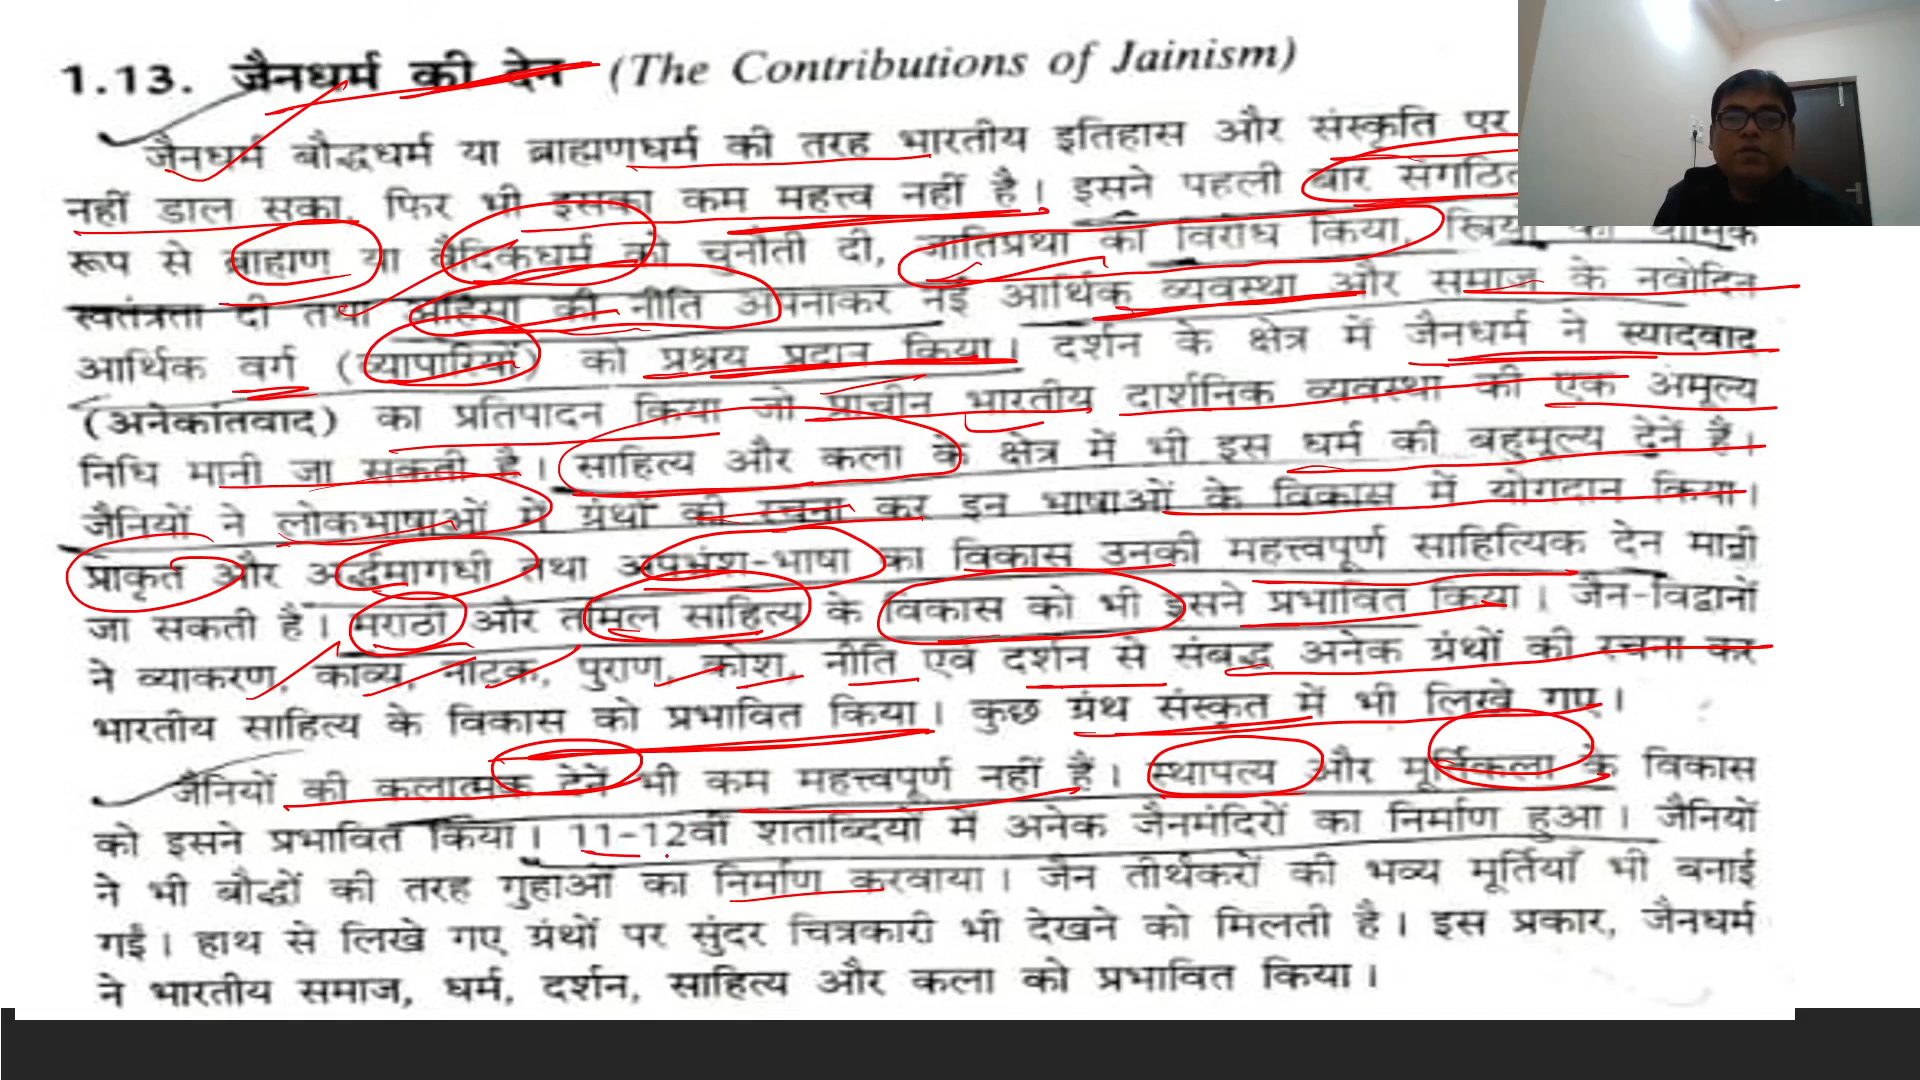 1.13. जैनधर्म की देन (The Contributions of Jainism)
जैनधर्म बौद्धधर्म या ब्राह्मणधर्म की तरह भारतीय इतिहास और संस्कृति पर
नहीं डाल सका, फिर भी इसका कम महत्त्व नहीं है। इसने पहली बार संगठित
रूप से ब्राह्मण या वैदिकधर्म को चुनौती दी, जातिप्रथा का विरोध किया, स्त्रियों को धार्मिक
स्वतंत्रता दी तथा अहिंसा की नीति अपनाकर नई आर्थिक व्यवस्था और समाज के नवोदित
आर्थिक वर्ग (व्यापारियों) को प्रश्रय प्रदान किया। दर्शन के क्षेत्र में जैनधर्म ने स्यादवाद
(अनेकांतवाद) का प्रतिपादन किया जो प्राचीन भारतीय दार्शनिक व्यवस्था की एक अमूल्य
निधि मानी जा सकती है। साहित्य और कला के क्षेत्र में भी इस धर्म की बहुमूल्य देनें हैं।
जैनियों ने लोकभाषाओं में ग्रंथों की रचना कर इन भाषाओं के विकास में योगदान किया।
प्राकृत और अर्द्धमागधी तथा अपभ्रंश-भाषा का विकास उनकी महत्त्वपूर्ण साहित्यिक देन मानी
जा सकती है। मराठी और तमिल साहित्य के विकास को भी इसने प्रभावित किया। जैन-विद्वानों
ने व्याकरण, काव्य, नाटक, पुराण, कोश, नीति एवं दर्शन से संबद्ध अनेक ग्रंथों की रचना कर
भारतीय साहित्य के विकास को प्रभावित किया। कुछ ग्रंथ संस्कृत में भी लिखे गए।
जैनियों की कलात्मक देनें भी कम महत्त्वपूर्ण नहीं हैं। स्थापत्य और मूर्तिकला के विकास
को इसने प्रभावित किया। 11-12वीं शताब्दियों में अनेक जैनमंदिरों का निर्माण हुआ। जैनियों
ने भी बौद्धों की तरह गुहाओं का निर्माण करवाया। जैन तीर्थंकरों की भव्य मूर्तियाँ भी बनाई
गईं। हाथ से लिखे गए ग्रंथों पर सुंदर चित्रकारी भी देखने को मिलती है। इस प्रकार, जैनधर्म
ने भारतीय समाज, धर्म, दर्शन, साहित्य और कला को प्रभावित किया।